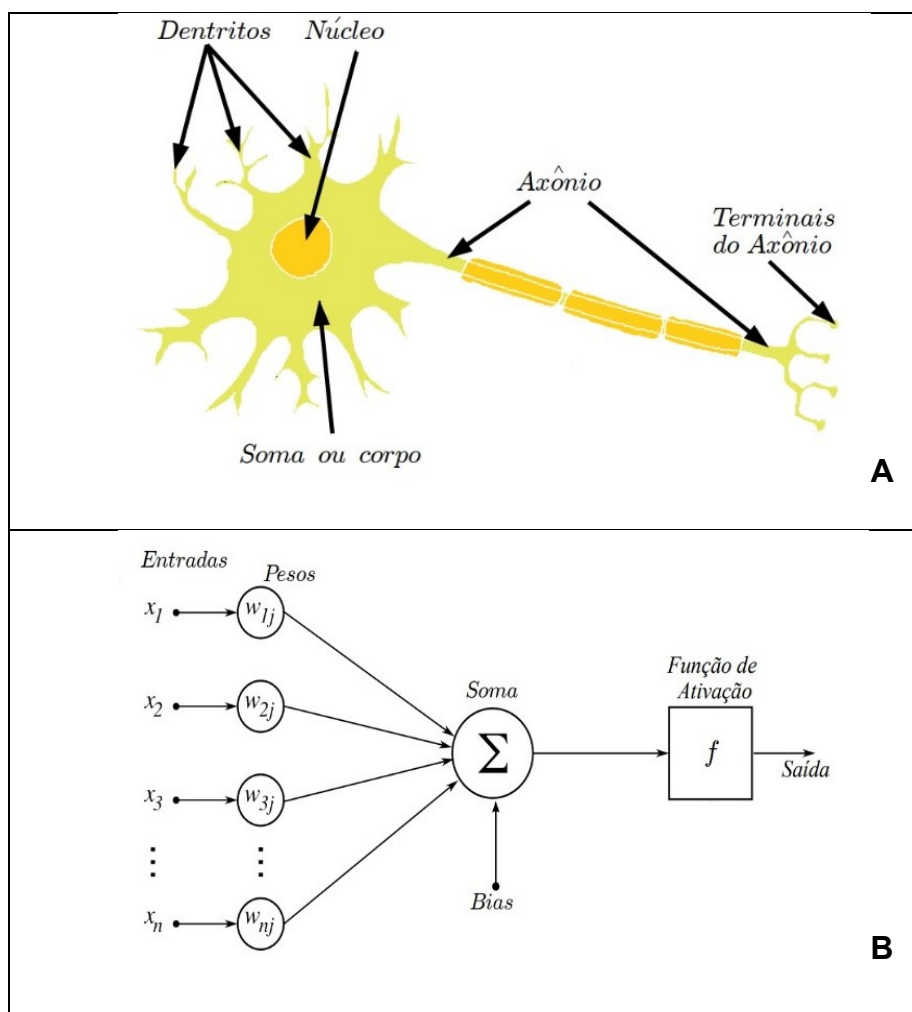 Dentritos Núcleo
Axônio
Terminais
do Axônio
Soma ou corpo
A
Entradas
Pesos
x1 w1j
x2 w2j
x3 w3j
⋮ ⋮
xn wnj
Soma
Σ
Bias
Função de
Ativação
f
Saída
B